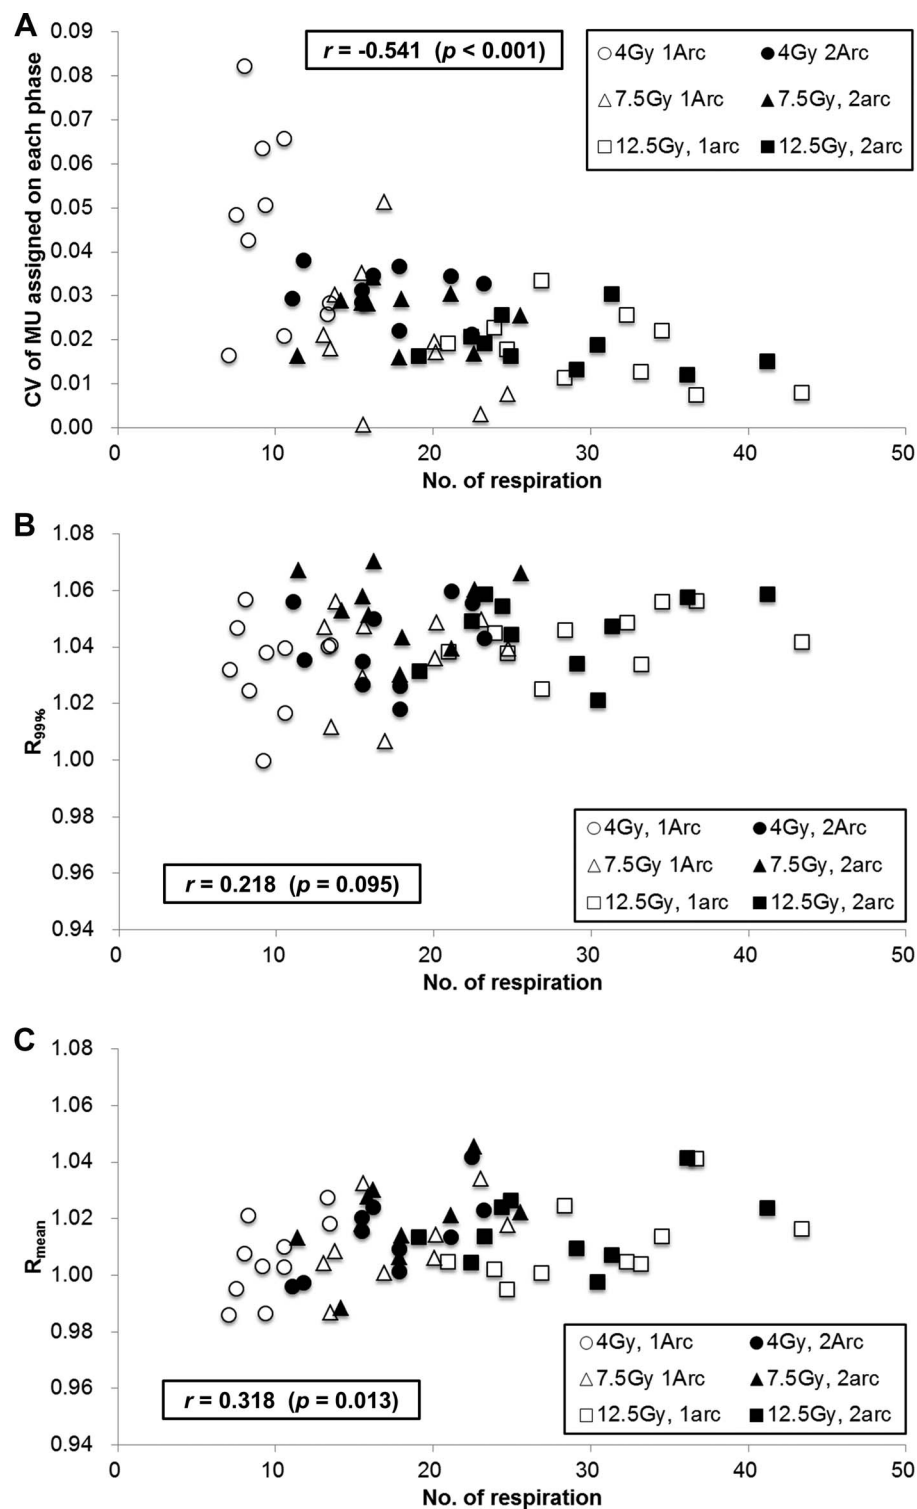 A
CV of MU assigned on each phase
0.09
0.08
0.07
0.06
0.05
0.04
0.03
0.02
0.01
0.00
r = -0.541 (p < 0.001)
4Gy 1Arc
4Gy 2Arc
7.5Gy 1Arc
7.5Gy, 2arc
12.5Gy, 1arc
12.5Gy, 2arc
0 10 20 30 40 50
No. of respiration
B
R99%
1.08
1.06
1.04
1.02
1.00
0.98
0.96
0.94
r = 0.218 (p = 0.095)
4Gy, 1Arc
4Gy, 2Arc
7.5Gy 1Arc
7.5Gy, 2arc
12.5Gy, 1arc
12.5Gy, 2arc
0 10 20 30 40 50
No. of respiration
C
Rmean
1.08
1.06
1.04
1.02
1.00
0.98
0.96
0.94
r = 0.318 (p = 0.013)
4Gy, 1Arc
4Gy, 2Arc
7.5Gy 1Arc
7.5Gy, 2arc
12.5Gy, 1arc
12.5Gy, 2arc
0 10 20 30 40 50
No. of respiration